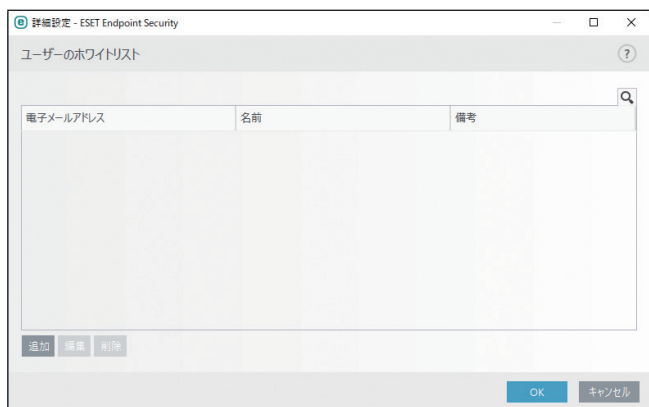 詳細設定 - ESET Endpoint Security
ユーザーのホワイトリスト
?
電子メールアドレス 名前 備考
追加 編集 削除
OK キャンセル